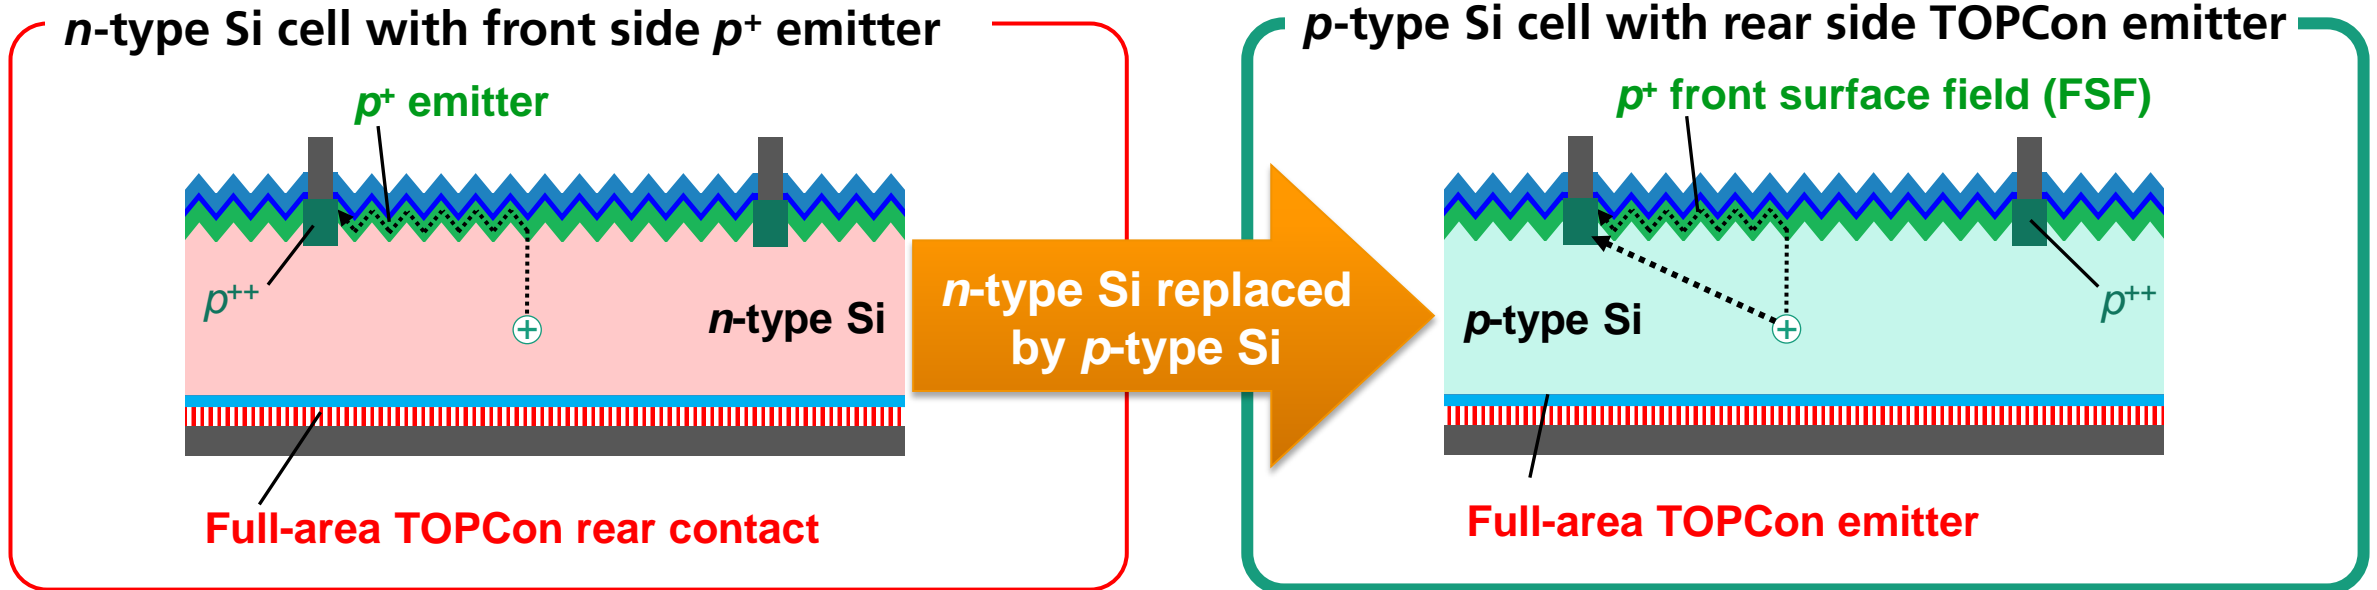 n-type Si cell with front side p⁺ emitter
p⁺ emitter
p⁺⁺
+
n-type Si
Full-area TOPCon rear contact
n-type Si replaced
by p-type Si
p-type Si cell with rear side TOPCon emitter
p⁺ front surface field (FSF)
p-type Si
+
p⁺⁺
Full-area TOPCon emitter